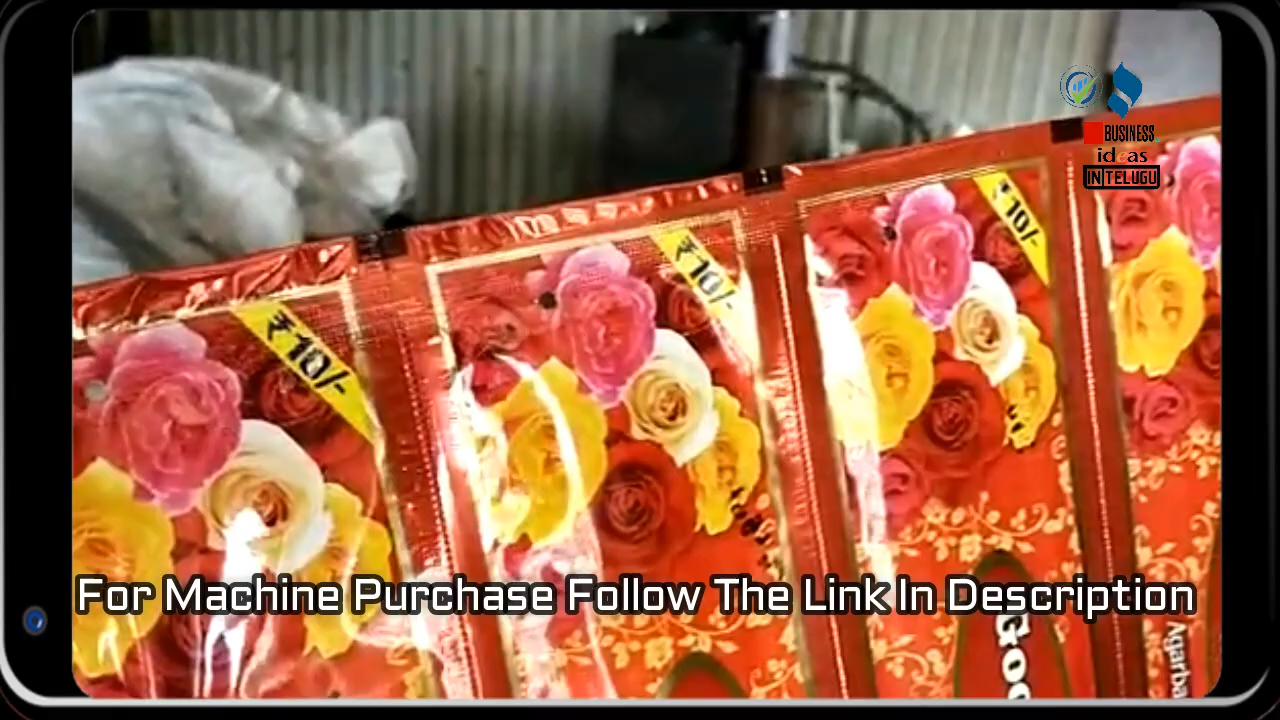 BUSINESS
ideas
IN TELUGU
₹ 10/-
₹ 10/-
₹ 10/-
For Machine Purchase Follow The Link In Description